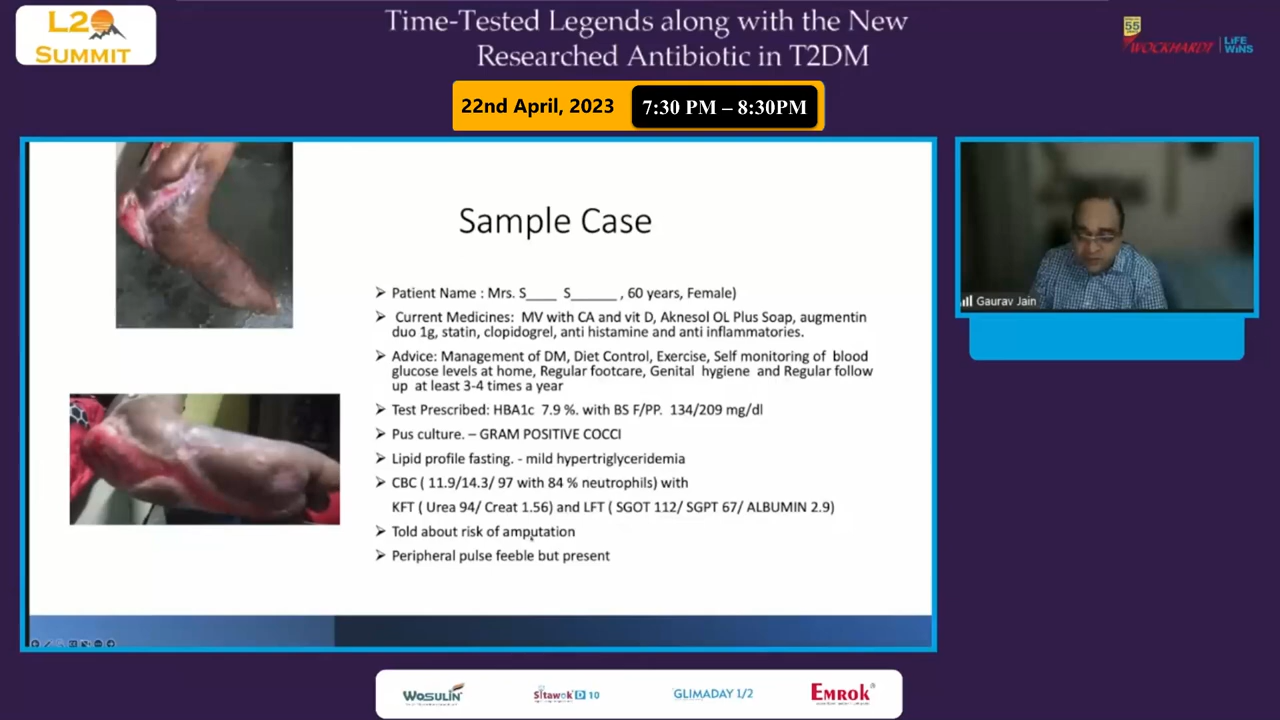 L20
SUMMIT
Time-Tested Legends along with the New
Researched Antibiotic in T2DM
55
WOCKHARDT
LiFE
WiNS
22nd April, 2023
7:30 PM – 8:30PM
Sample Case
➤ Patient Name : Mrs. S____ S______ , 60 years, Female)
➤ Current Medicines: MV with CA and vit D, Aknesol OL Plus Soap, augmentin
duo 1g, statin, clopidogrel, anti histamine and anti inflammatories.
➤ Advice: Management of DM, Diet Control, Exercise, Self monitoring of blood
glucose levels at home, Regular footcare, Genital hygiene and Regular follow
up at least 3-4 times a year
➤ Test Prescribed: HBA1c 7.9 %. with BS F/PP. 134/209 mg/dl
➤ Pus culture. – GRAM POSITIVE COCCI
➤ Lipid profile fasting. - mild hypertriglyceridemia
➤ CBC ( 11.9/14.3/ 97 with 84 % neutrophils) with
KFT ( Urea 94/ Creat 1.56) and LFT ( SGOT 112/ SGPT 67/ ALBUMIN 2.9)
➤ Told about risk of amputation
➤ Peripheral pulse feeble but present
Gaurav Jain
WOSULIN
Sitawok D 10
GLIMADAY 1/2
EMROK